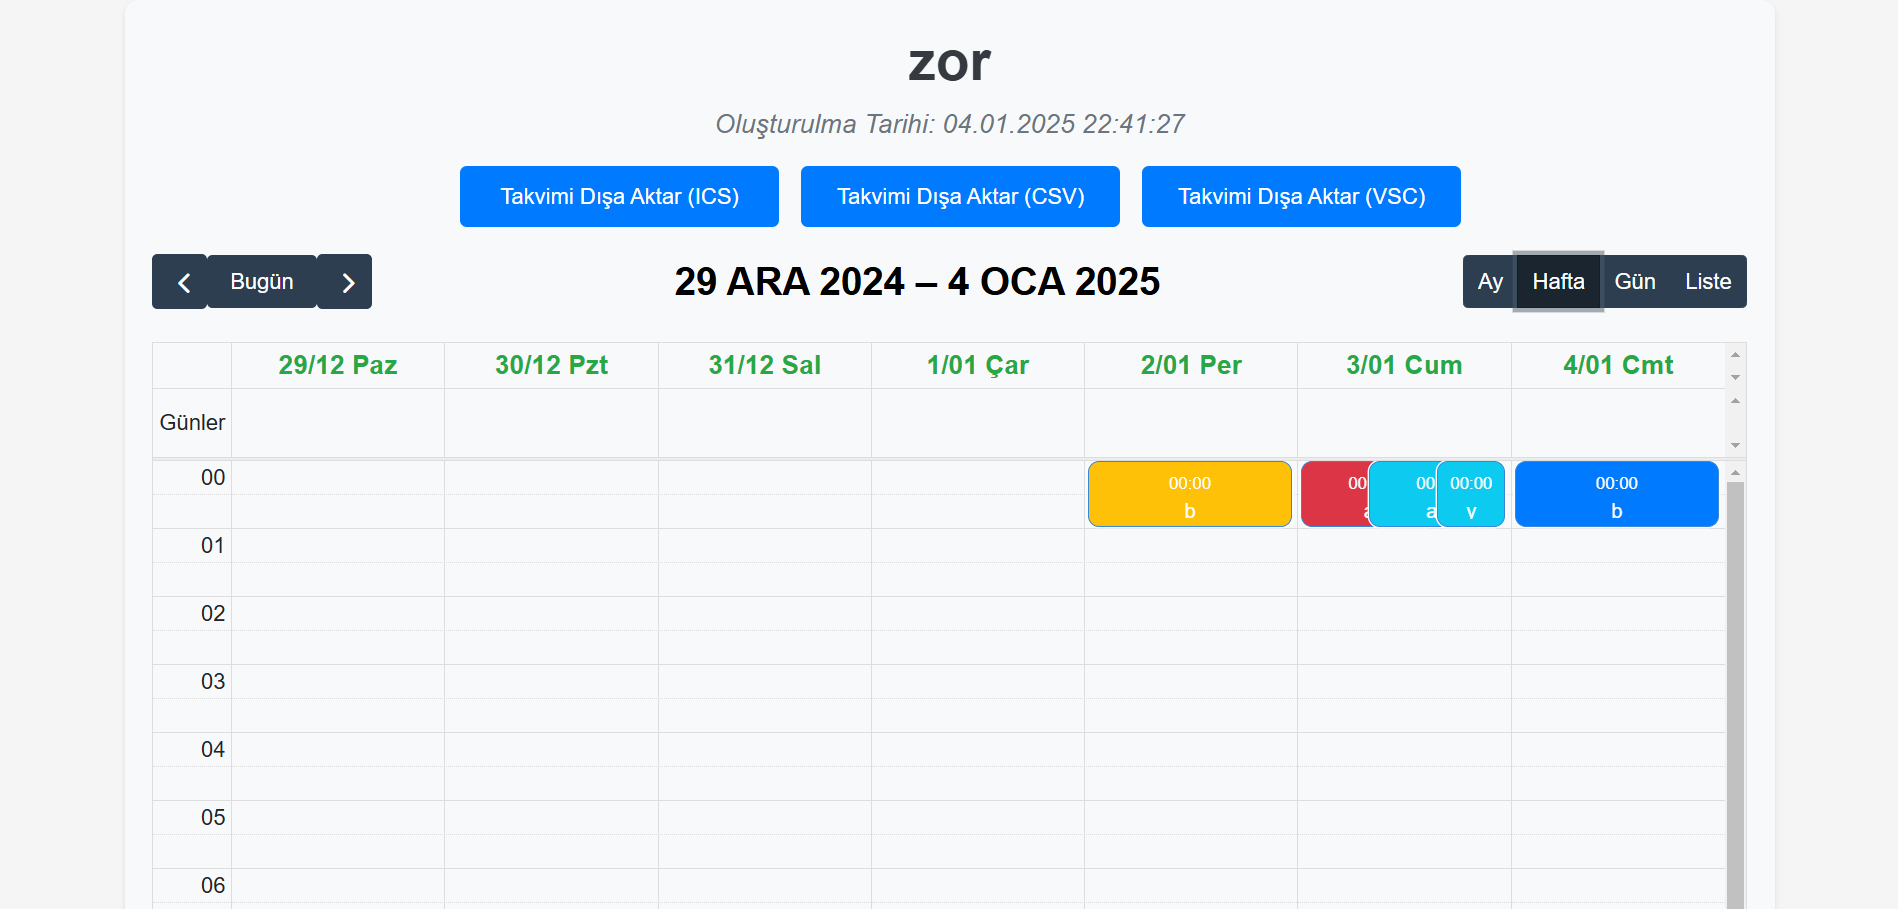 zor
Oluşturulma Tarihi: 04.01.2025 22:41:27
Takvimi Dışa Aktar (ICS) Takvimi Dışa Aktar (CSV) Takvimi Dışa Aktar (VSC)
Bugün 29 ARA 2024 – 4 OCA 2025 Ay Hafta Gün Liste
29/12 Paz 30/12 Pzt 31/12 Sal 1/01 Çar 2/01 Per 3/01 Cum 4/01 Cmt
Günler
00 00:00 00 00 00:00 00:00
b a v b
01
02
03
04
05
06